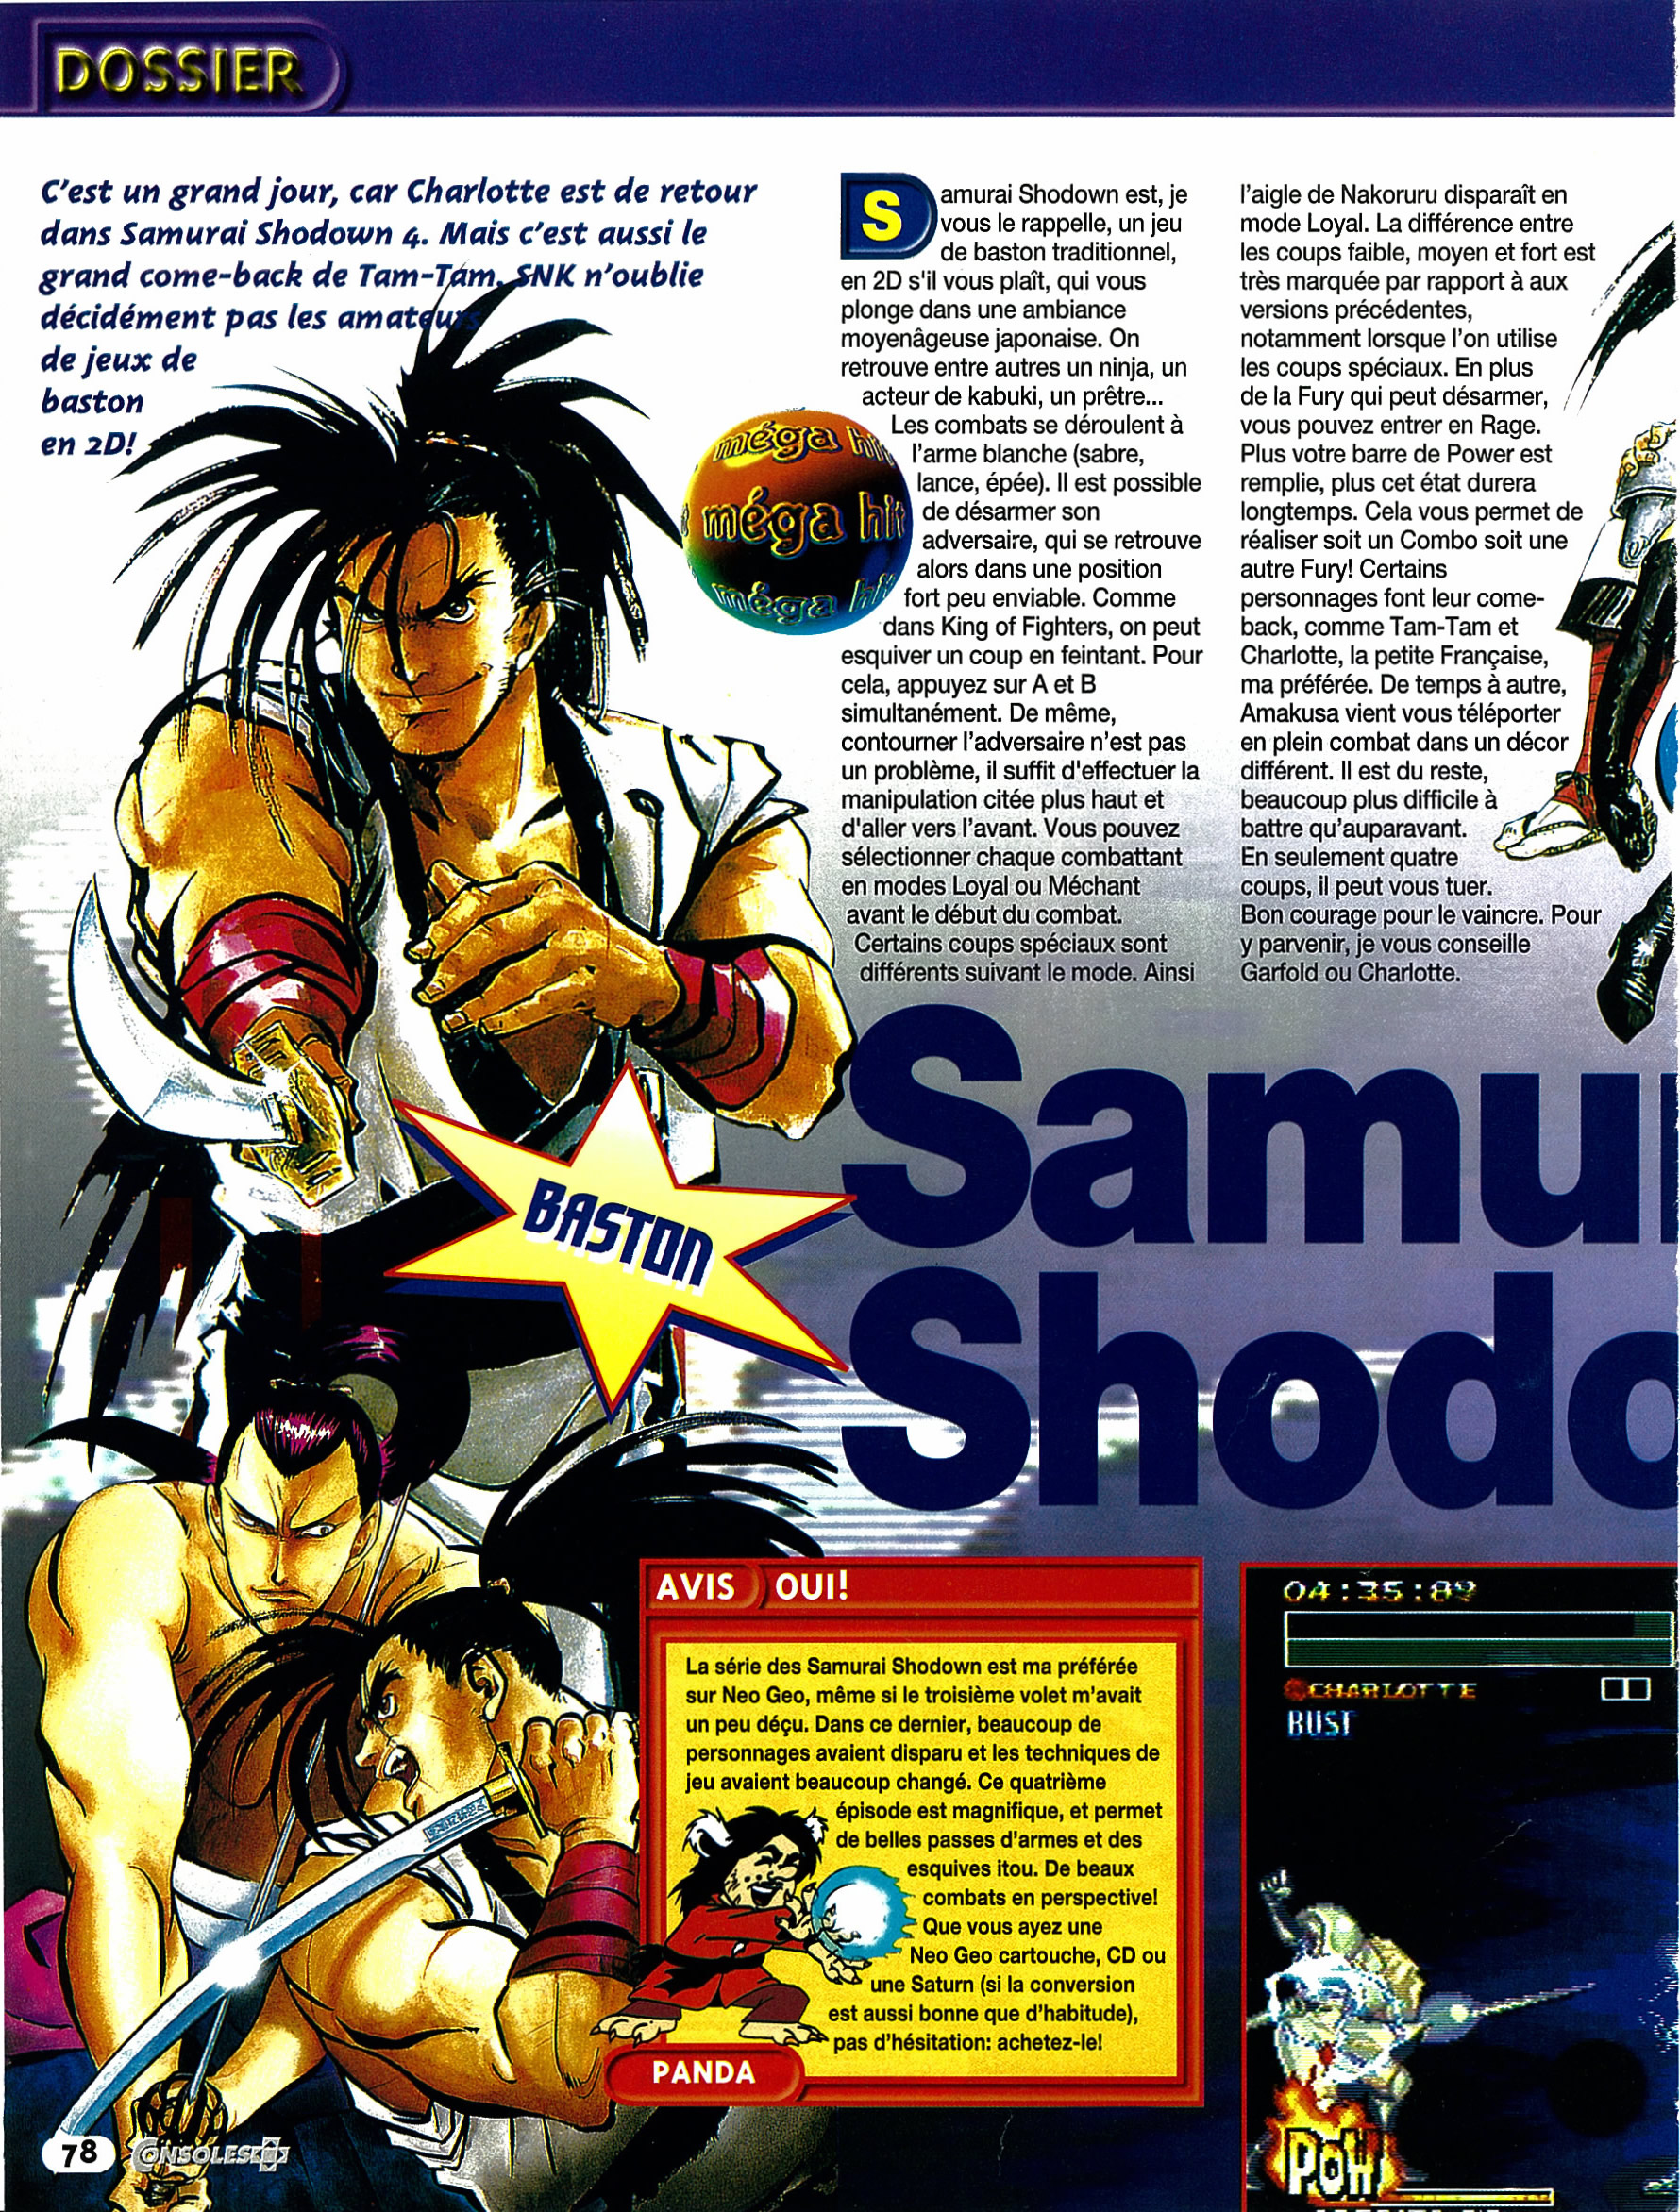 DOSSIER
C'est un grand jour, car Charlotte est de retour
dans Samurai Shodown 4. Mais c'est aussi le
grand come-back de Tam-Tam. SNK n'oublie
décidément pas les amateurs
de jeux de
baston
en 2D!
méga hit
méga hit
méga hit
Samurai Shodown est, je
vous le rappelle, un jeu
de baston traditionnel,
en 2D s'il vous plaît, qui vous
plonge dans une ambiance
moyenâgeuse japonaise. On
retrouve entre autres un ninja, un
acteur de kabuki, un prêtre...
Les combats se déroulent à
l'arme blanche (sabre,
lance, épée). Il est possible
de désarmer son
adversaire, qui se retrouve
alors dans une position
fort peu enviable. Comme
dans King of Fighters, on peut
esquiver un coup en feintant. Pour
cela, appuyez sur A et B
simultanément. De même,
contourner l'adversaire n'est pas
un problème, il suffit d'effectuer la
manipulation citée plus haut et
d'aller vers l'avant. Vous pouvez
sélectionner chaque combattant
en modes Loyal ou Méchant
avant le début du combat.
Certains coups spéciaux sont
différents suivant le mode. Ainsi
l'aigle de Nakoruru disparaît en
mode Loyal. La différence entre
les coups faible, moyen et fort est
très marquée par rapport à aux
versions précédentes,
notamment lorsque l'on utilise
les coups spéciaux. En plus
de la Fury qui peut désarmer,
vous pouvez entrer en Rage.
Plus votre barre de Power est
remplie, plus cet état durera
longtemps. Cela vous permet de
réaliser soit un Combo soit une
autre Fury! Certains
personnages font leur come-
back, comme Tam-Tam et
Charlotte, la petite Française,
ma préférée. De temps à autre,
Amakusa vient vous téléporter
en plein combat dans un décor
différent. Il est du reste,
beaucoup plus difficile à
battre qu'auparavant.
En seulement quatre
coups, il peut vous tuer.
Bon courage pour le vaincre. Pour
y parvenir, je vous conseille
Garfold ou Charlotte.
BASTON
Samu
Shodo
AVIS OUI!
La série des Samurai Shodown est ma préférée
sur Neo Geo, même si le troisième volet m'avait
un peu déçu. Dans ce dernier, beaucoup de
personnages avaient disparu et les techniques de
jeu avaient beaucoup changé. Ce quatrième
épisode est magnifique, et permet
de belles passes d'armes et des
esquives itou. De beaux
combats en perspective!
Que vous ayez une
Neo Geo cartouche, CD ou
une Saturn (si la conversion
est aussi bonne que d'habitude),
pas d'hésitation: achetez-le!
PANDA
04:35:89
CHARLOTTE
BUST
POW
78 CONSOLES+